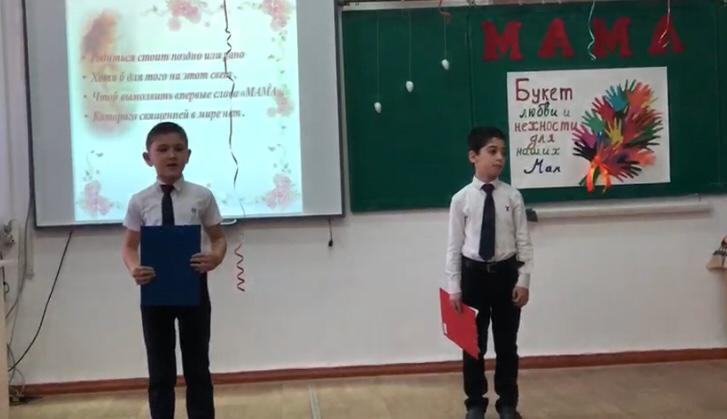 Родиться стоит поздно или рано
Хотя б для того на этот свет ,
Чтоб вымолвить впервые слово «МАМА
Которого священней в мире нет .
МАМА
Букет
любви и
нежности
для
наших
Мам